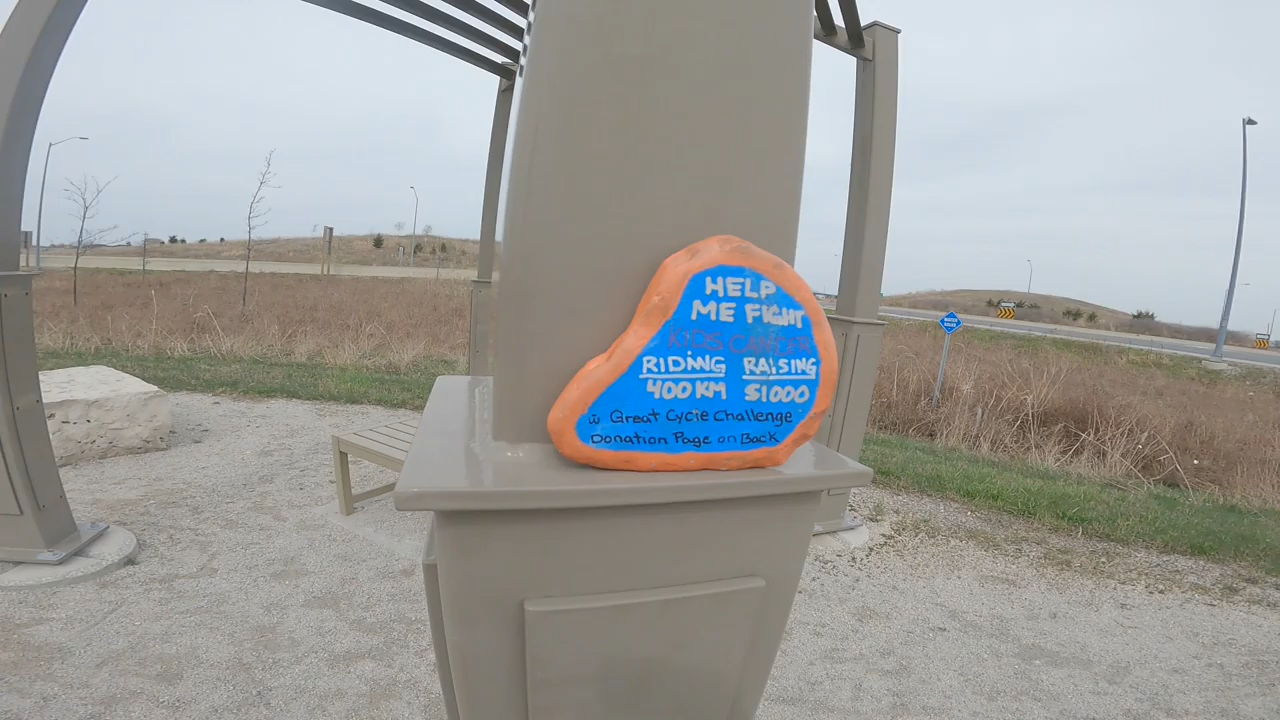 HELP
ME FIGHT
KIDS CANCER
RIDING RAISING
400KM $1000
w Great Cycle Challenge
Donation Page on Back